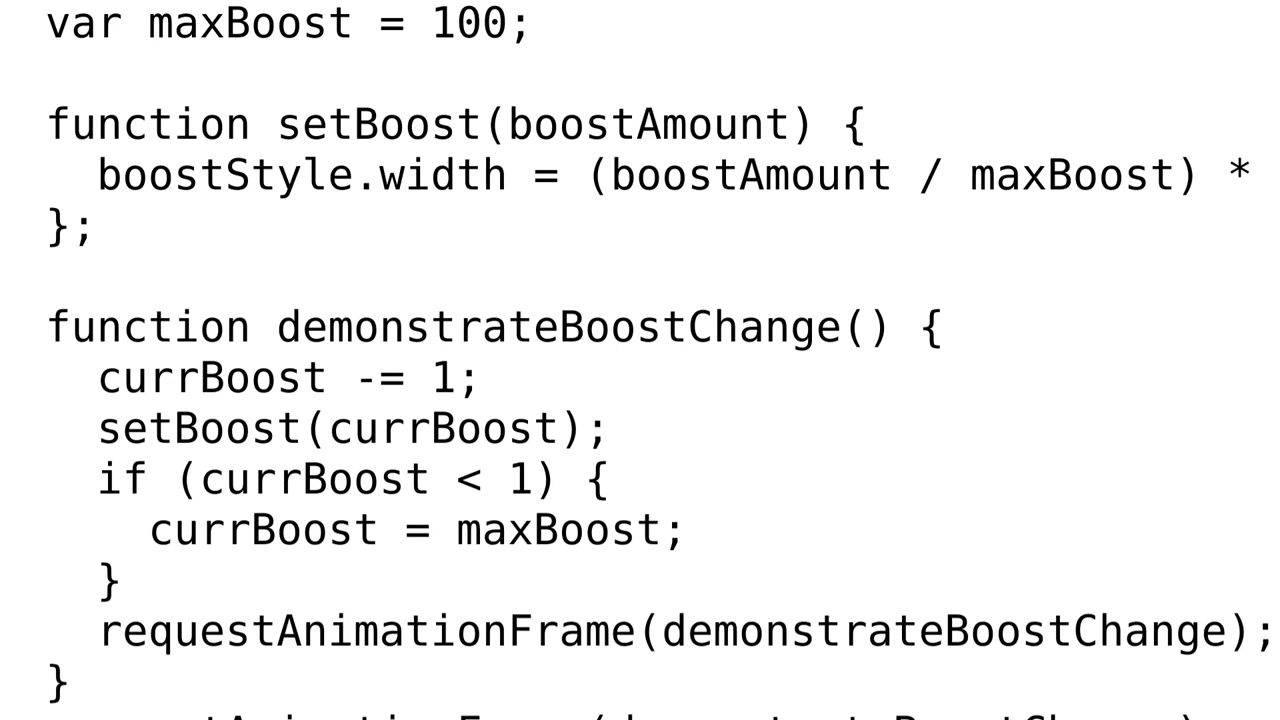 var maxBoost = 100;
function setBoost(boostAmount) {
boostStyle.width = (boostAmount / maxBoost) *
};
function demonstrateBoostChange() {
currBoost -= 1;
setBoost(currBoost);
if (currBoost < 1) {
currBoost = maxBoost;
}
requestAnimationFrame(demonstrateBoostChange);
}